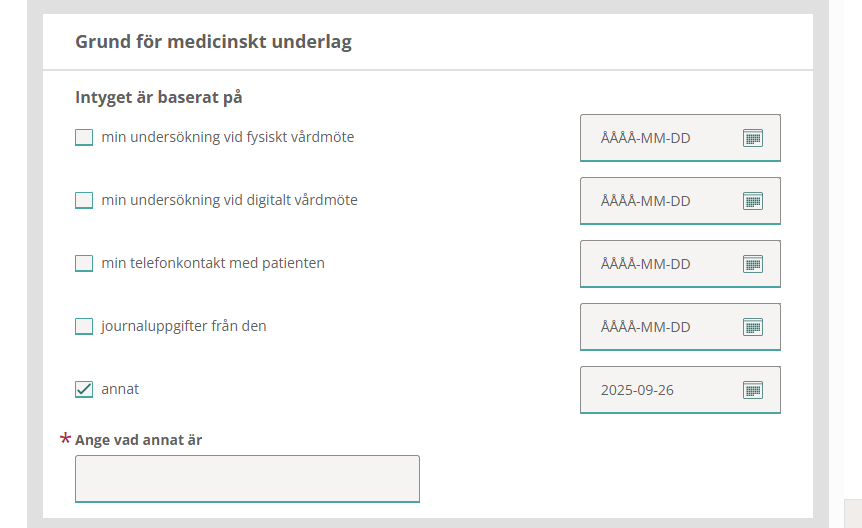 Grund för medicinskt underlag
Intyget är baserat på
min undersökning vid fysiskt vårdmöte ÅÅÅÅ-MM-DD
min undersökning vid digitalt vårdmöte ÅÅÅÅ-MM-DD
min telefonkontakt med patienten ÅÅÅÅ-MM-DD
journaluppgifter från den ÅÅÅÅ-MM-DD
annat 2025-09-26
* Ange vad annat är